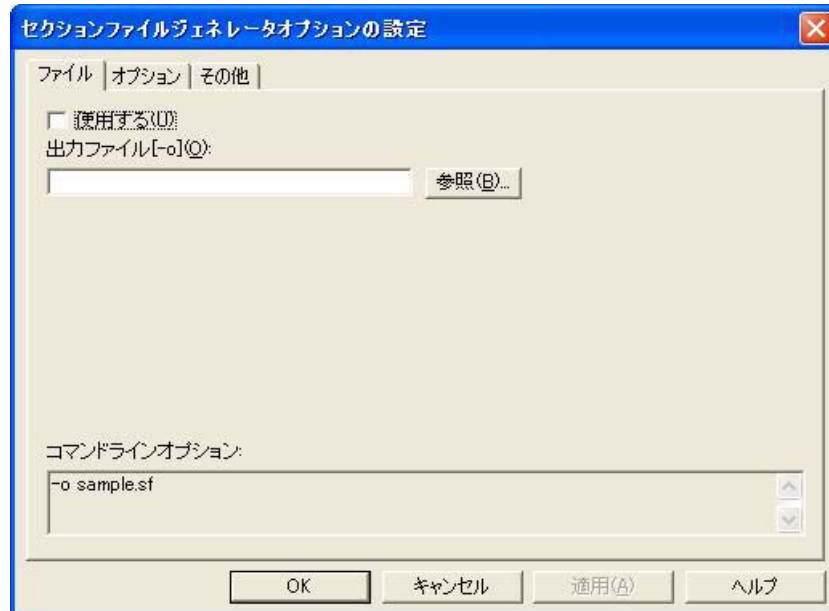 セクションファイルジェネレータオプションの設定
ファイル オプション その他
使用する(U)
出力ファイル[-o](O):
参照(B)...
コマンドラインオプション:
-o sample.sf
OK キャンセル 適用(A) ヘルプ